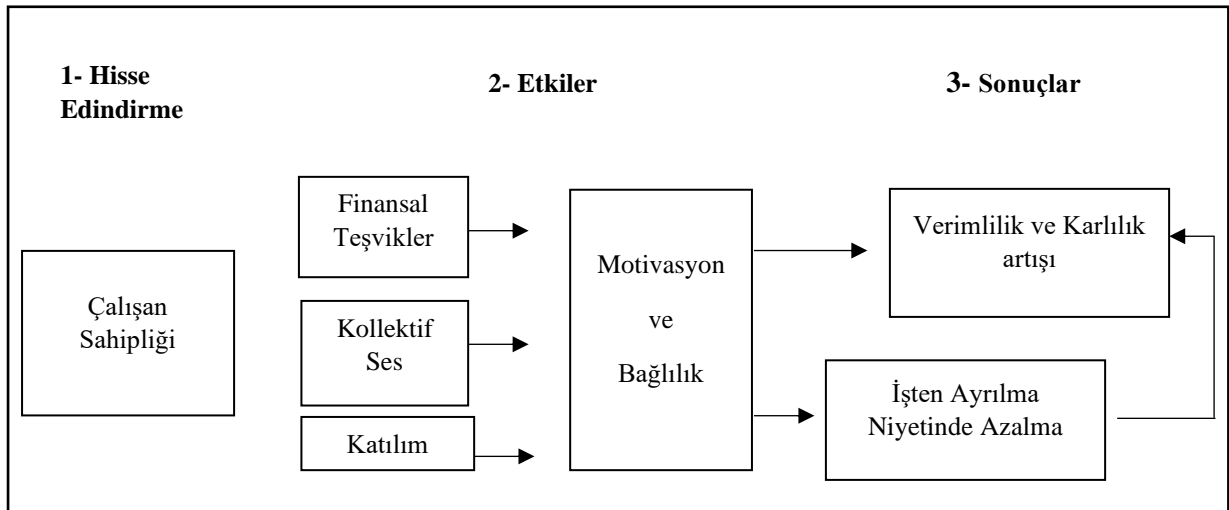 1- Hisse
Edindirme
2- Etkiler
3- Sonuçlar
Çalışan
Sahipliği
Finansal
Teşvikler
Kollektif
Ses
Katılım
Motivasyon
ve
Bağlılık
Verimlilik ve Karlılık
artışı
İşten Ayrılma
Niyetinde Azalma